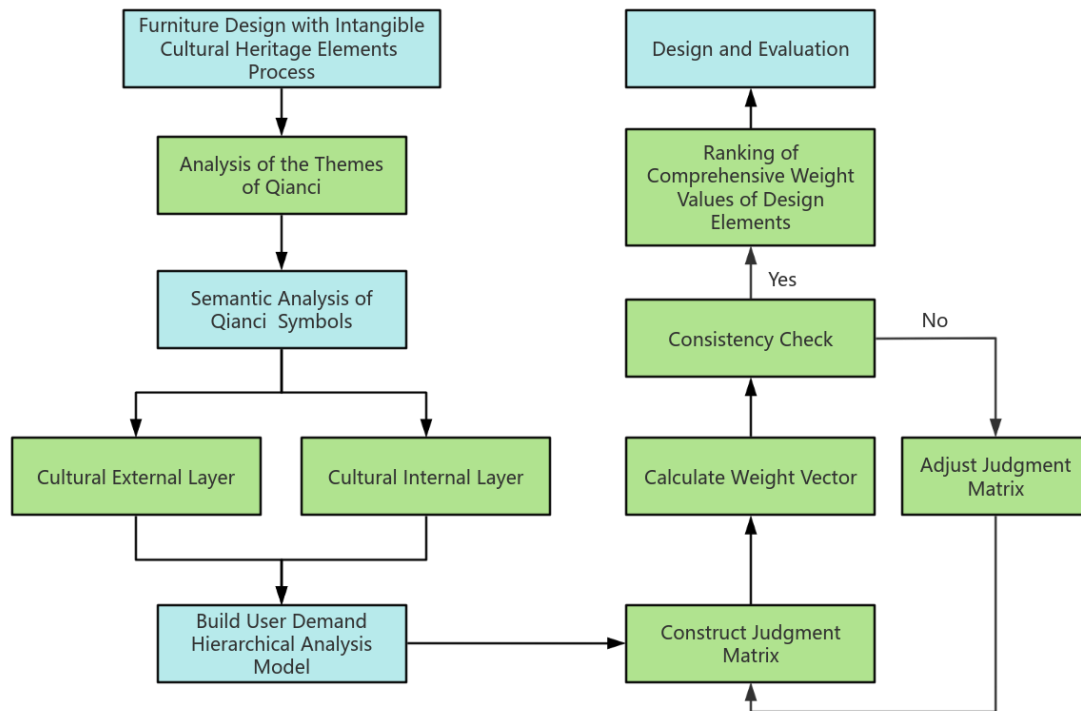 Furniture Design with Intangible
Cultural Heritage Elements
Process
Analysis of the Themes
of Qianci
Semantic Analysis of
Qianci Symbols
Cultural External Layer
Cultural Internal Layer
Build User Demand
Hierarchical Analysis
Model
Design and Evaluation
Ranking of
Comprehensive Weight
Values of Design
Elements
Yes
Consistency Check
No
Calculate Weight Vector
Adjust Judgment
Matrix
Construct Judgment
Matrix